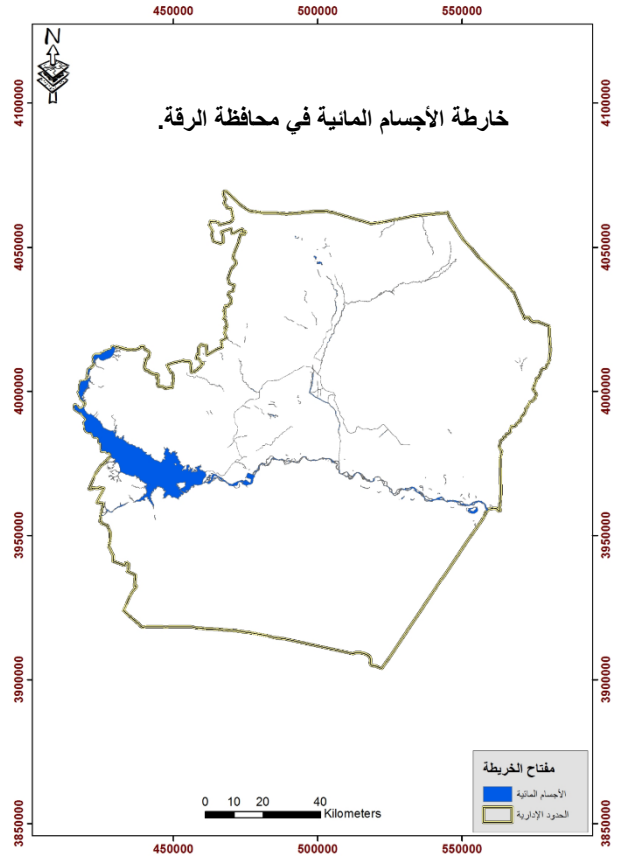 450000 500000 550000
N
خارطة الأجسام المائية في محافظة الرقة.
4100000 4100000
4050000 4050000
4000000 4000000
3950000 3950000
3900000 3900000
3850000 3850000
مفتاح الخريطة
الأجسام المائية
الحدود الإدارية
0 10 20 40
Kilometers
450000 500000 550000